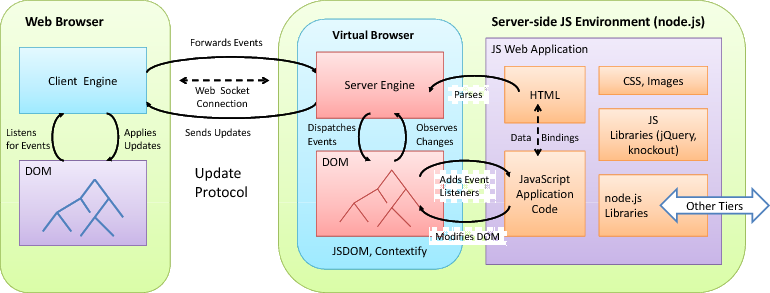 Web Browser
Client Engine
Listens
for Events
Applies
Updates
DOM
Forwards Events
Web Socket
Connection
Sends Updates
Update
Protocol
Virtual Browser
Server Engine
Dispatches
Events
Observes
Changes
DOM
JSDOM, Contextify
Parses
Adds Event
Listeners
Modifies DOM
Server-side JS Environment (node.js)
JS Web Application
HTML
Data Bindings
JavaScript
Application
Code
CSS, Images
JS
Libraries (jQuery,
knockout)
node.js
Libraries
Other Tiers